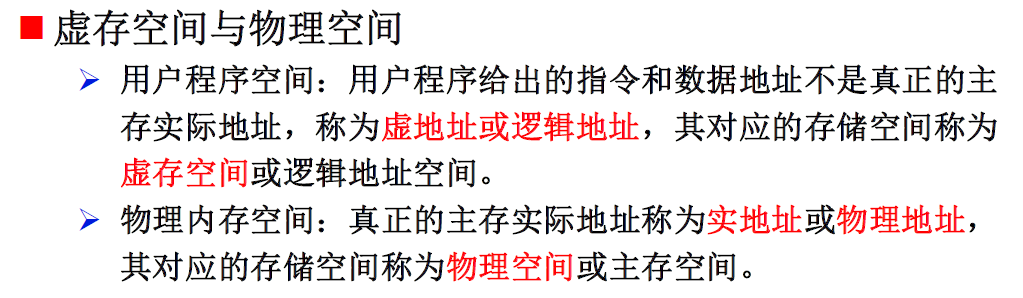 虚存空间与物理空间
用户程序空间：用户程序给出的指令和数据地址不是真正的主
存实际地址，称为虚地址或逻辑地址，其对应的存储空间称为
虚存空间或逻辑地址空间。
物理内存空间：真正的主存实际地址称为实地址或物理地址，
其对应的存储空间称为物理空间或主存空间。